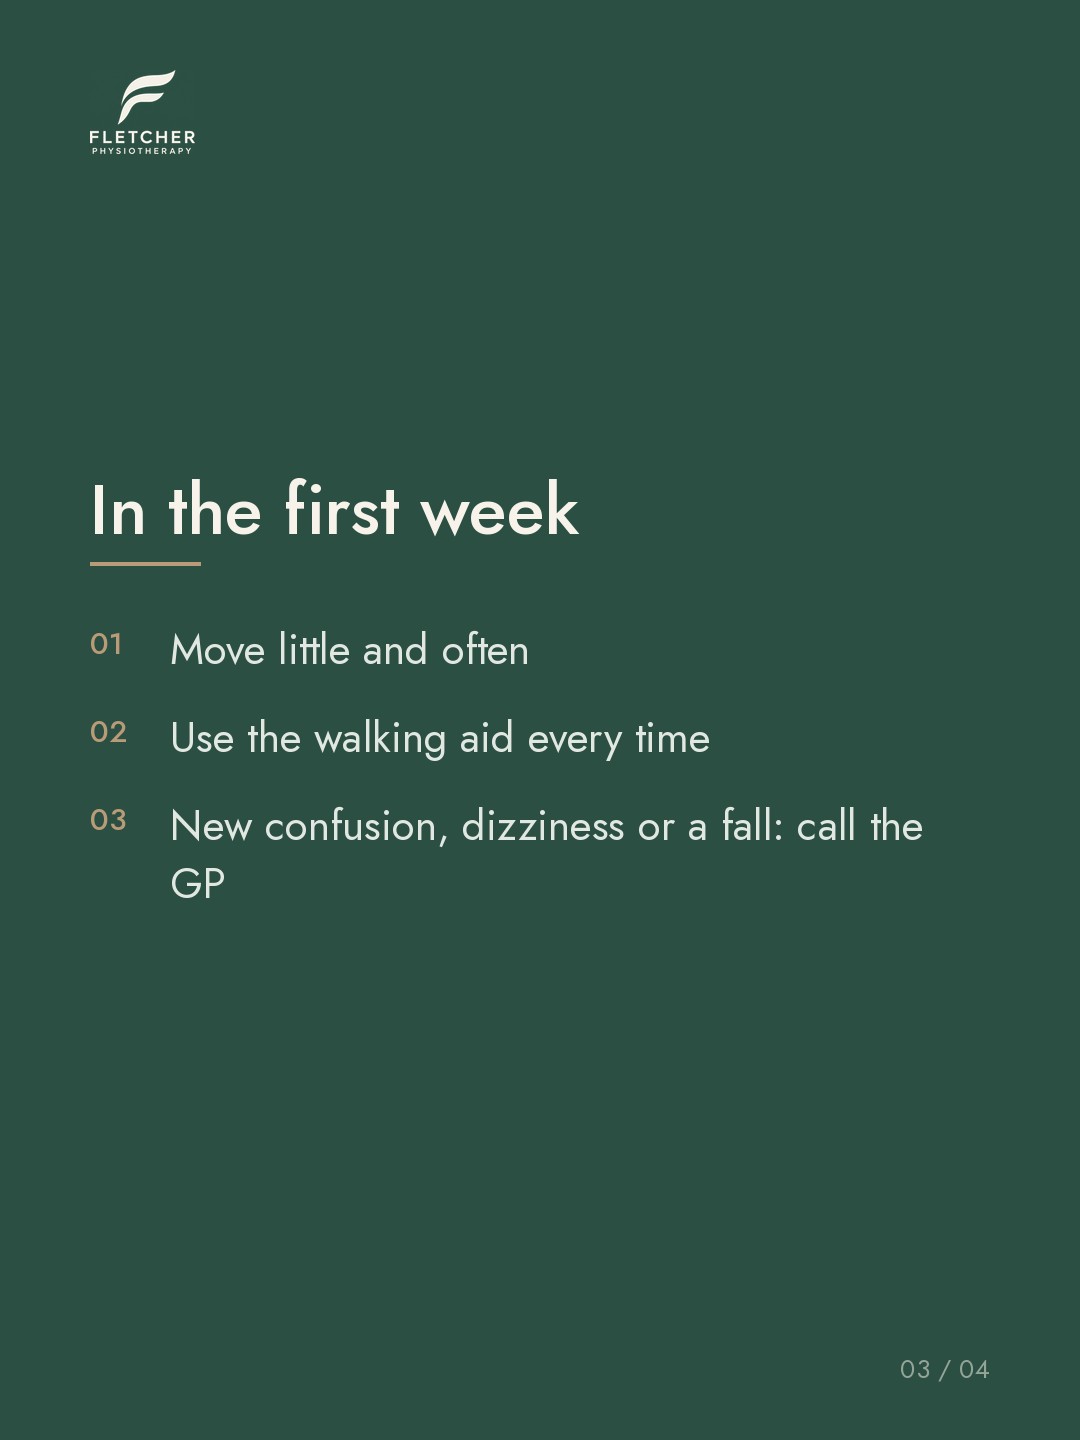 FLETCHER
PHYSIOTHERAPY
In the first week
01 Move little and often
02 Use the walking aid every time
03 New confusion, dizziness or a fall: call the
GP
03 / 04